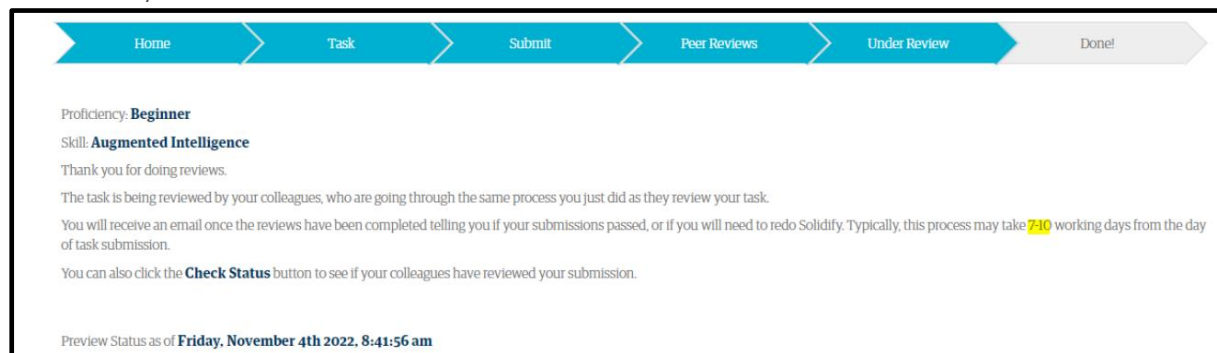 Home Task Submit Peer Reviews Under Review Done!
Proficiency: Beginner
Skill: Augmented Intelligence
Thank you for doing reviews.
The task is being reviewed by your colleagues, who are going through the same process you just did as they review your task.
You will receive an email once the reviews have been completed telling you if your submissions passed, or if you will need to redo Solidify. Typically, this process may take 7-10 working days from the day
of task submission.
You can also click the Check Status button to see if your colleagues have reviewed your submission.
Preview Status as of Friday, November 4th 2022, 8:41:56 am